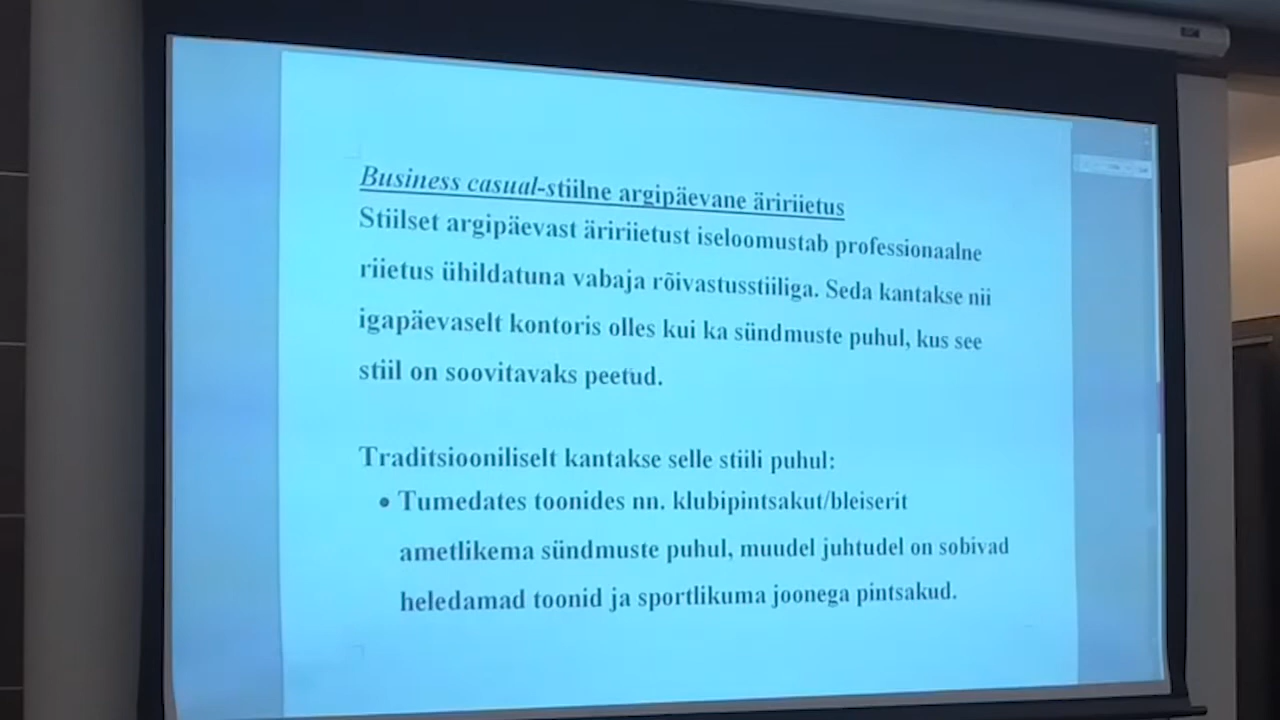 Business casual-stiilne argipäevane äririietus
Stiilset argipäevast äririietust iseloomustab professionaalne
riietus ühildatuna vabaja rõivastusstiiliga. Seda kantakse nii
igapäevaselt kontoris olles kui ka sündmuste puhul, kus see
stiil on soovitavaks peetud.
Traditsiooniliselt kantakse selle stiili puhul:
• Tumedates toonides nn. klubipintsakut/bleiserit
ametlikema sündmuste puhul, muudel juhtudel on sobivad
heledamad toonid ja sportlikuma joonega pintsakud.